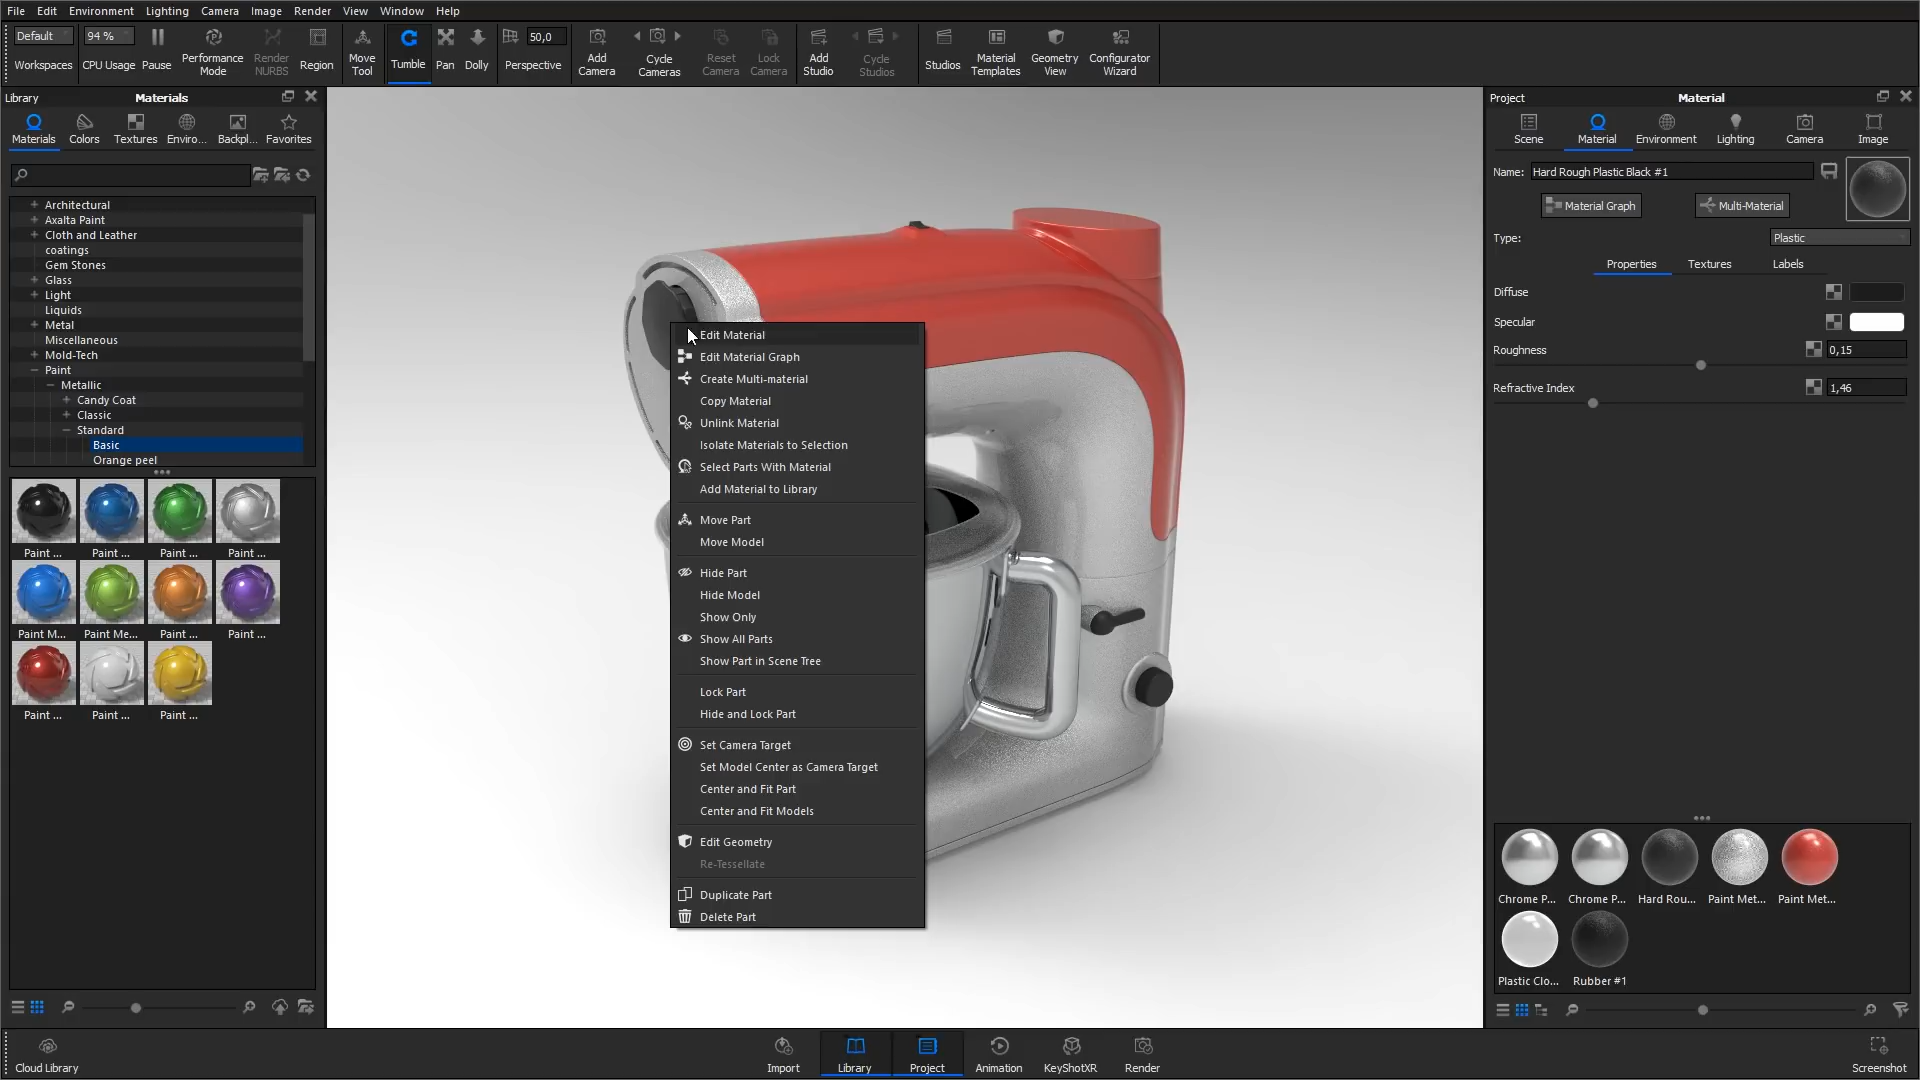 File Edit Environment Lighting Camera Image Render View Window Help
Default 94 % 50,0
Workspaces CPU Usage Pause Performance Mode Render NURBS Region Move Tool Tumble Pan Dolly Perspective Add Camera Cycle Cameras Reset Camera Lock Camera Add Studio Cycle Studios Studios Material Templates Geometry View Configurator Wizard
Library Materials
Materials Colors Textures Enviro... Backpl... Favorites
Architectural
Axalta Paint
Cloth and Leather
coatings
Gem Stones
Glass
Light
Liquids
Metal
Miscellaneous
Mold-Tech
Paint
Metallic
Candy Coat
Classic
Standard
Basic
Orange peel
Paint ... Paint ... Paint ... Paint ...
Paint M... Paint Me... Paint ... Paint ...
Paint ... Paint ... Paint ...
Edit Material
Edit Material Graph
Create Multi-material
Copy Material
Unlink Material
Isolate Materials to Selection
Select Parts With Material
Add Material to Library
Move Part
Move Model
Hide Part
Hide Model
Show Only
Show All Parts
Show Part in Scene Tree
Lock Part
Hide and Lock Part
Set Camera Target
Set Model Center as Camera Target
Center and Fit Part
Center and Fit Models
Edit Geometry
Re-Tessellate
Duplicate Part
Delete Part
Project Material
Scene Material Environment Lighting Camera Image
Name: Hard Rough Plastic Black #1
Material Graph Multi-Material
Type: Plastic
Properties Textures Labels
Diffuse
Specular
Roughness 0,15
Refractive Index 1,46
Chrome P... Chrome P... Hard Rou... Paint Met... Paint Met...
Plastic Clo... Rubber #1
Cloud Library Import Library Project Animation KeyShotXR Render Screenshot